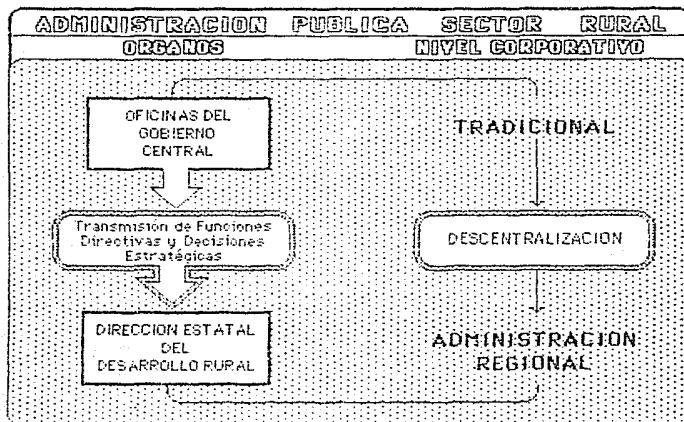 ADMINISTRACION PUBLICA SECTOR RURAL
ORGANOS
NIVEL CORPORATIVO
OFICINAS DEL
GOBIERNO
CENTRAL
TRADICIONAL
Transmisión de Funciones
Directivas y Decisiones
Estratégicas
DESCENTRALIZACION
DIRECCION ESTATAL
DEL
DESARROLLO RURAL
ADMINISTRACION
REGIONAL